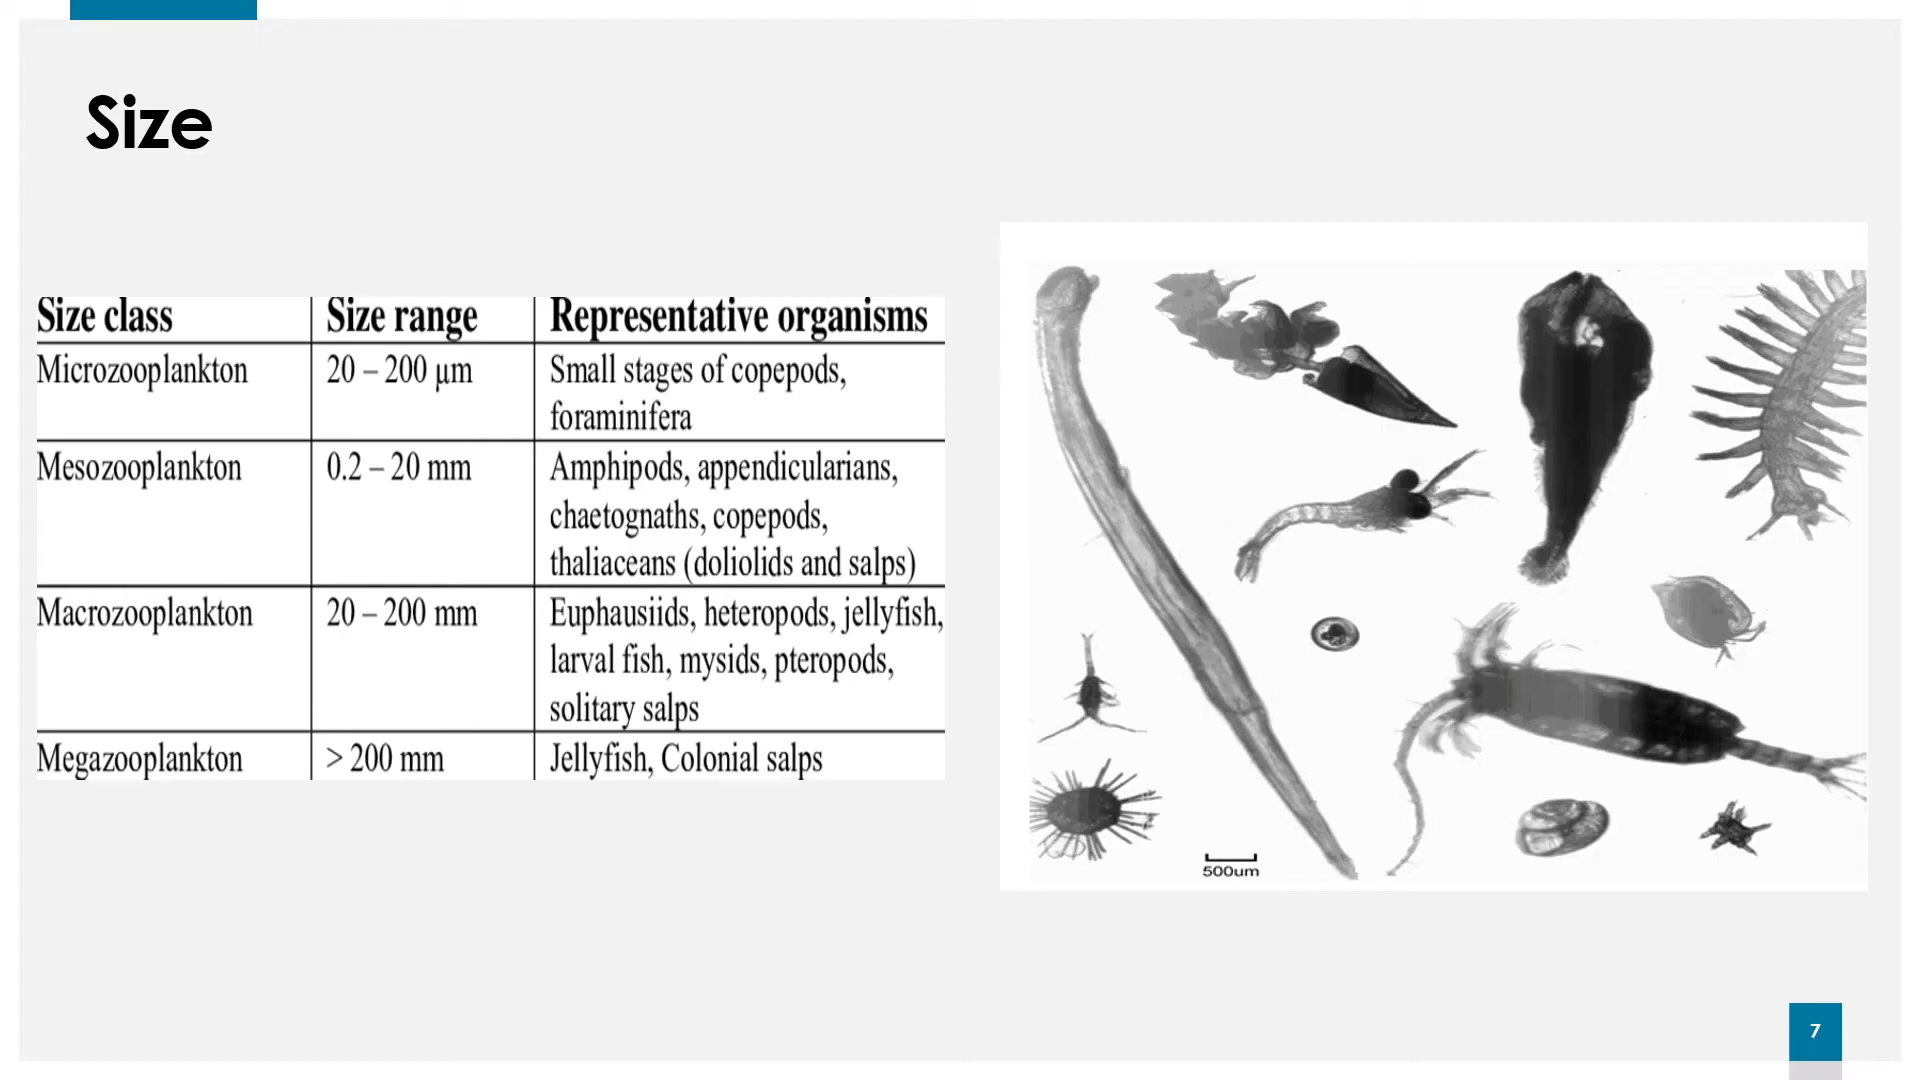 Size
Size class Size range Representative organisms
Microzooplankton 20 – 200 µm Small stages of copepods,
foraminifera
Mesozooplankton 0.2 – 20 mm Amphipods, appendicularians,
chaetognaths, copepods,
thaliaceans (doliolids and salps)
Macrozooplankton 20 – 200 mm Euphausiids, heteropods, jellyfish,
larval fish, mysids, pteropods,
solitary salps
Megazooplankton > 200 mm Jellyfish, Colonial salps
500um
7